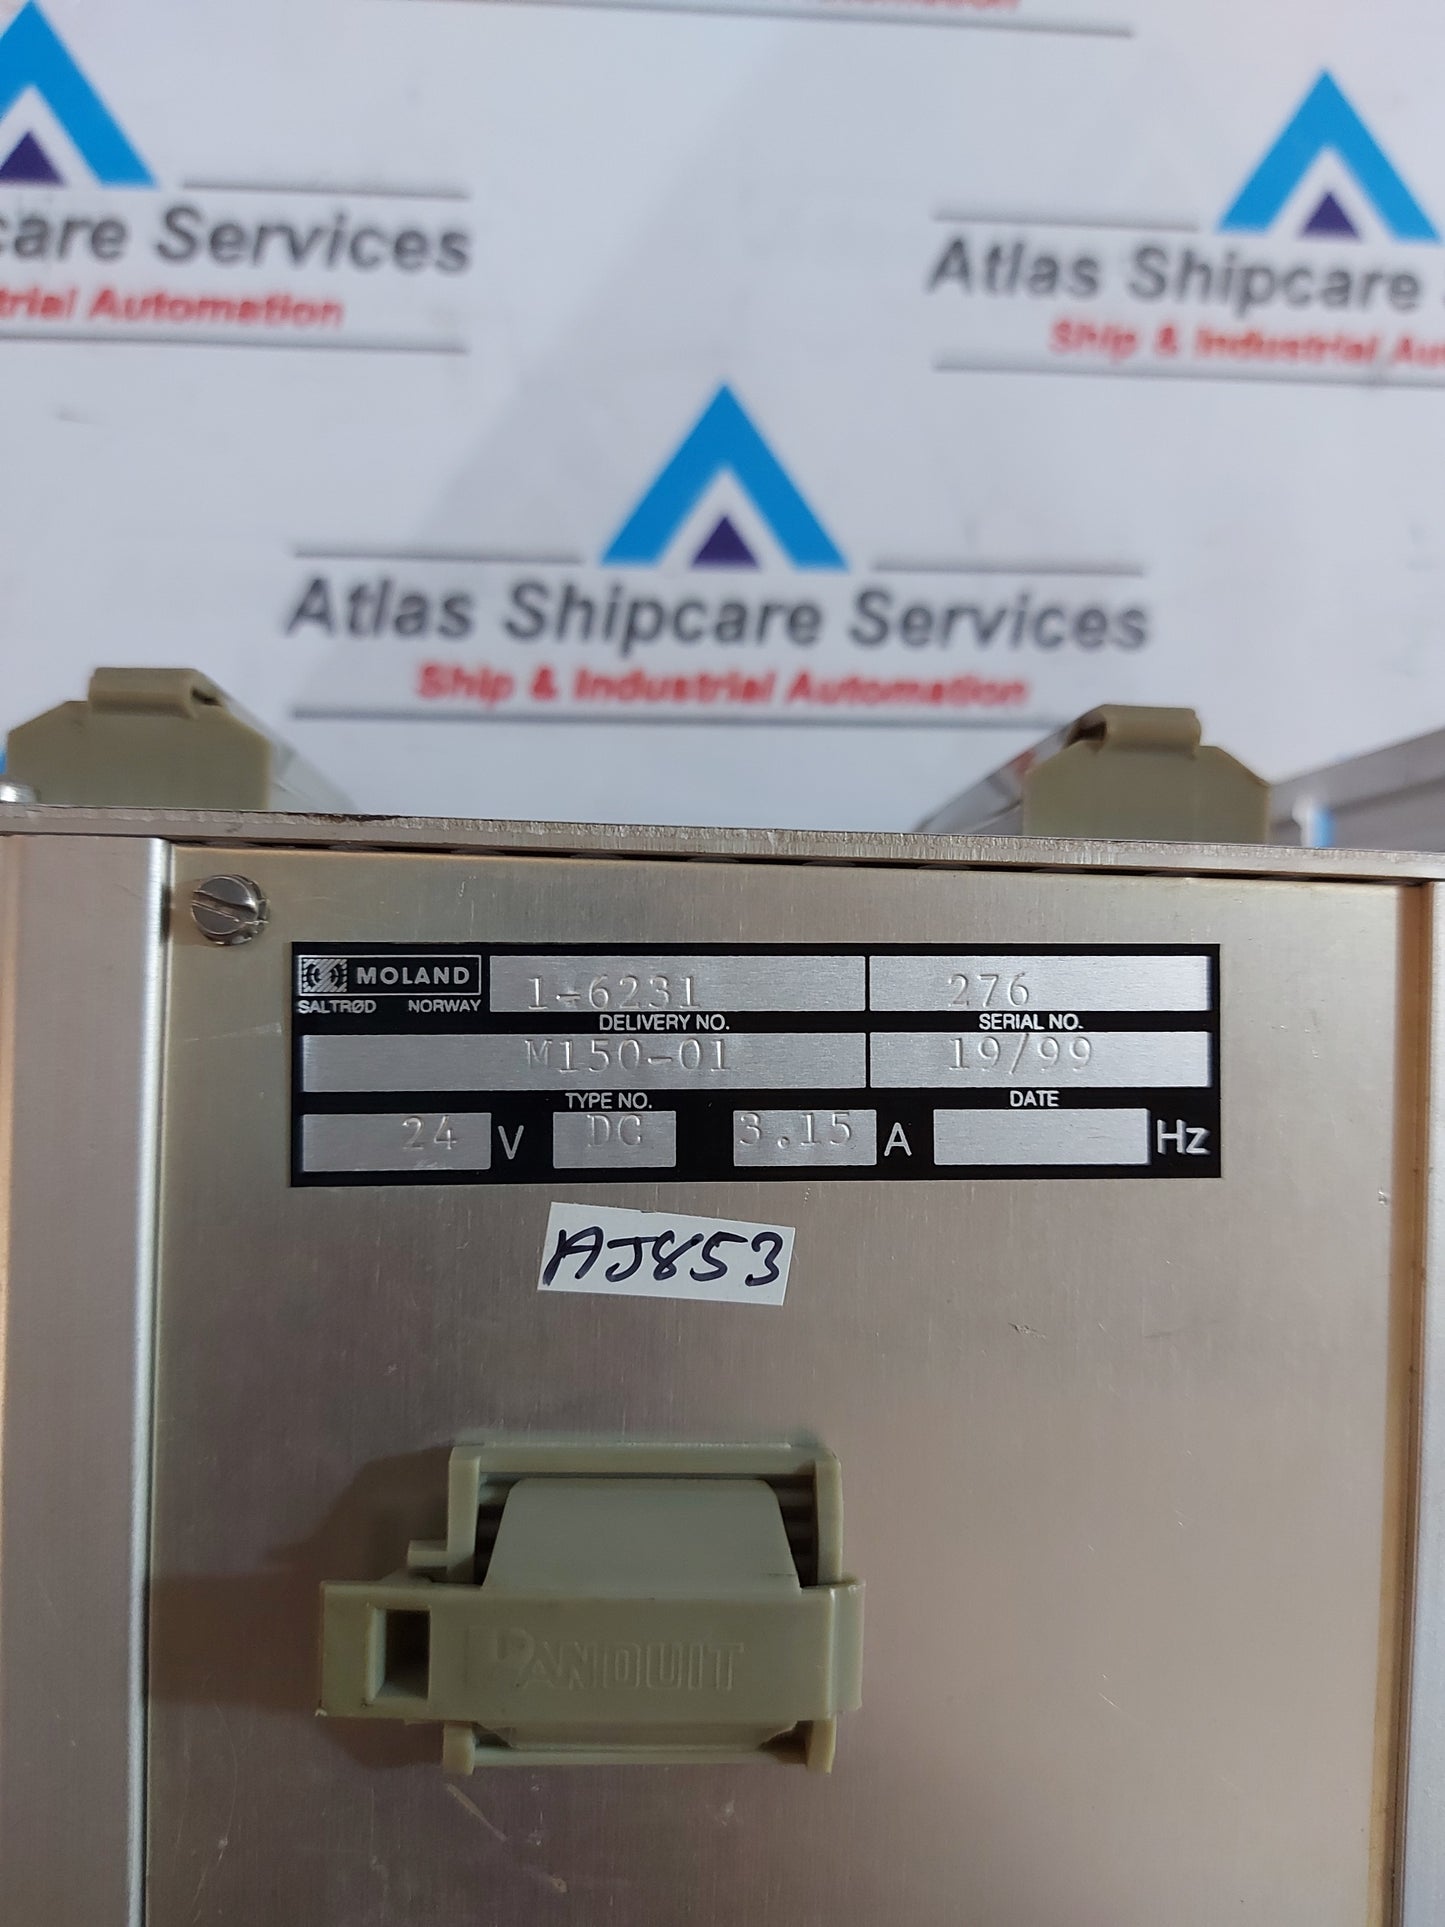 Automation
care Services
trial Automation
Atlas Shipcare
Ship & Industrial Au
Atlas Shipcare Services
Ship & Industrial Automation
MOLAND
SALTRØD NORWAY
1-6231
DELIVERY NO.
276
SERIAL NO.
M150-01
TYPE NO.
19/99
DATE
24 V DC 3.15 A Hz
AJ853
PANDUIT